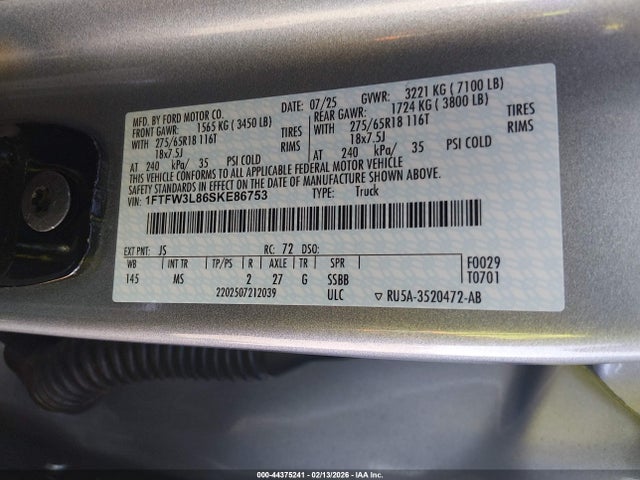 MFD. BY FORD MOTOR CO.
DATE: 07/25 GVWR: 3221 KG ( 7100 LB)
FRONT GAWR: 1565 KG ( 3450 LB) REAR GAWR: 1724 KG ( 3800 LB)
WITH 275/65R18 116T TIRES WITH 275/65R18 116T TIRES
18x7.5J RIMS 18x7.5J RIMS
AT 240 kPa/ 35 PSI COLD AT 240 kPa/ 35 PSI COLD
THIS VEHICLE CONFORMS TO ALL APPLICABLE FEDERAL MOTOR VEHICLE
SAFETY STANDARDS IN EFFECT ON THE DATE OF MANUFACTURE SHOWN ABOVE.
VIN: 1FTFW3L86SKE86753 TYPE: Truck
EXT PNT: JS RC: 72 DSO: F0029
WB INT TR TP/PS R AXLE TR SPR T0701
145 MS 2 27 G SSBB
2202507212039 ULC ▽ RU5A-3520472-AB
000-44375241 - 02/13/2026 - IAA, Inc.